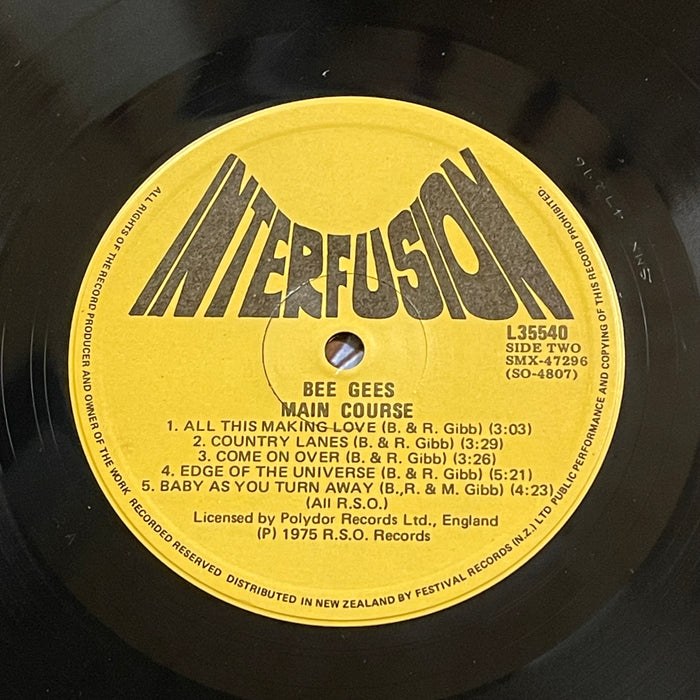 INTERFUSION
L35540
SIDE TWO
SMX-47296
(SO-4807)
BEE GEES
MAIN COURSE
1. ALL THIS MAKING LOVE (B. & R. Gibb) (3:03)
2. COUNTRY LANES (B. & R. Gibb) (3:29)
3. COME ON OVER (B. & R. Gibb) (3:26)
4. EDGE OF THE UNIVERSE (B. & R. Gibb) (5:21)
5. BABY AS YOU TURN AWAY (B.,R. & M. Gibb) (4:23)
(All R.S.O.)
Licensed by Polydor Records Ltd., England
(P) 1975 R.S.O. Records
ALL RIGHTS OF THE RECORD PRODUCER AND OWNER OF THE WORK RECORDED RESERVED DISTRIBUTED IN NEW ZEALAND BY FESTIVAL RECORDS (N.Z.) LTD PUBLIC PERFORMANCE AND COPYING OF THIS RECORD PROHIBITED.